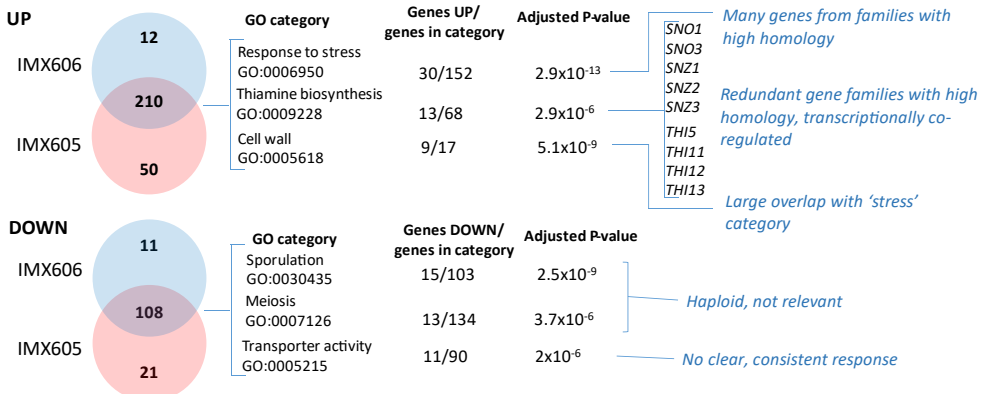 UP
12
IMX606
210
IMX605
50
GO category
Genes UP/
genes in category
Adjusted P-value
Response to stress
GO:0006950
30/152
2.9x10-13
Thiamine biosynthesis
GO:0009228
13/68
2.9x10-6
Cell wall
GO:0005618
9/17
5.1x10-9
SNO1
SNO3
SNZ1
SNZ2
SNZ3
THI5
THI11
THI12
THI13
Many genes from families with
high homology
Redundant gene families with high
homology, transcriptionally co-
regulated
Large overlap with ‘stress’
category
DOWN
11
IMX606
108
IMX605
21
GO category
Genes DOWN/
genes in category
Adjusted P-value
Sporulation
GO:0030435
15/103
2.5x10-9
Meiosis
GO:0007126
13/134
3.7x10-6
Transporter activity
GO:0005215
11/90
2x10-6
Haploid, not relevant
No clear, consistent response